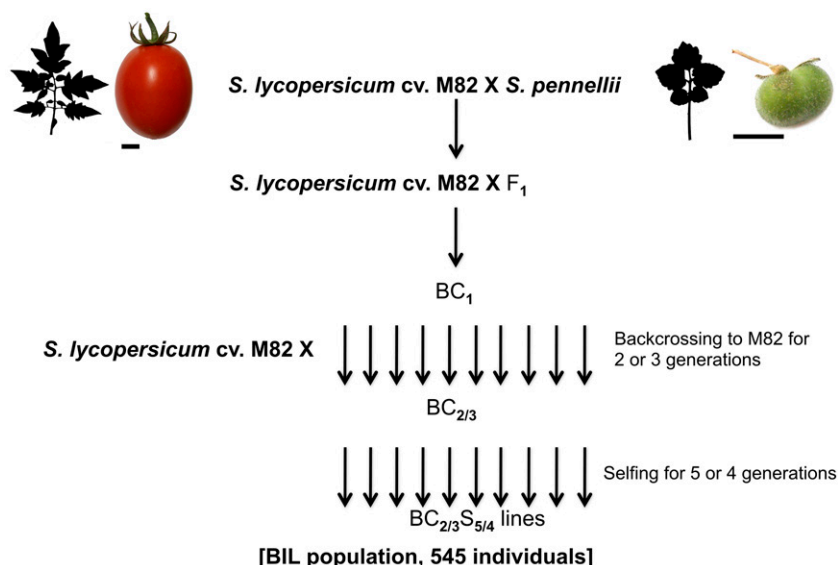 S. lycopersicum cv. M82 X S. pennellii
S. lycopersicum cv. M82 X F₁
BC₁
S. lycopersicum cv. M82 X
Backcrossing to M82 for
2 or 3 generations
BC₂/₃
Selfing for 5 or 4 generations
BC₂/₃S₅/₄ lines
[BIL population, 545 individuals]